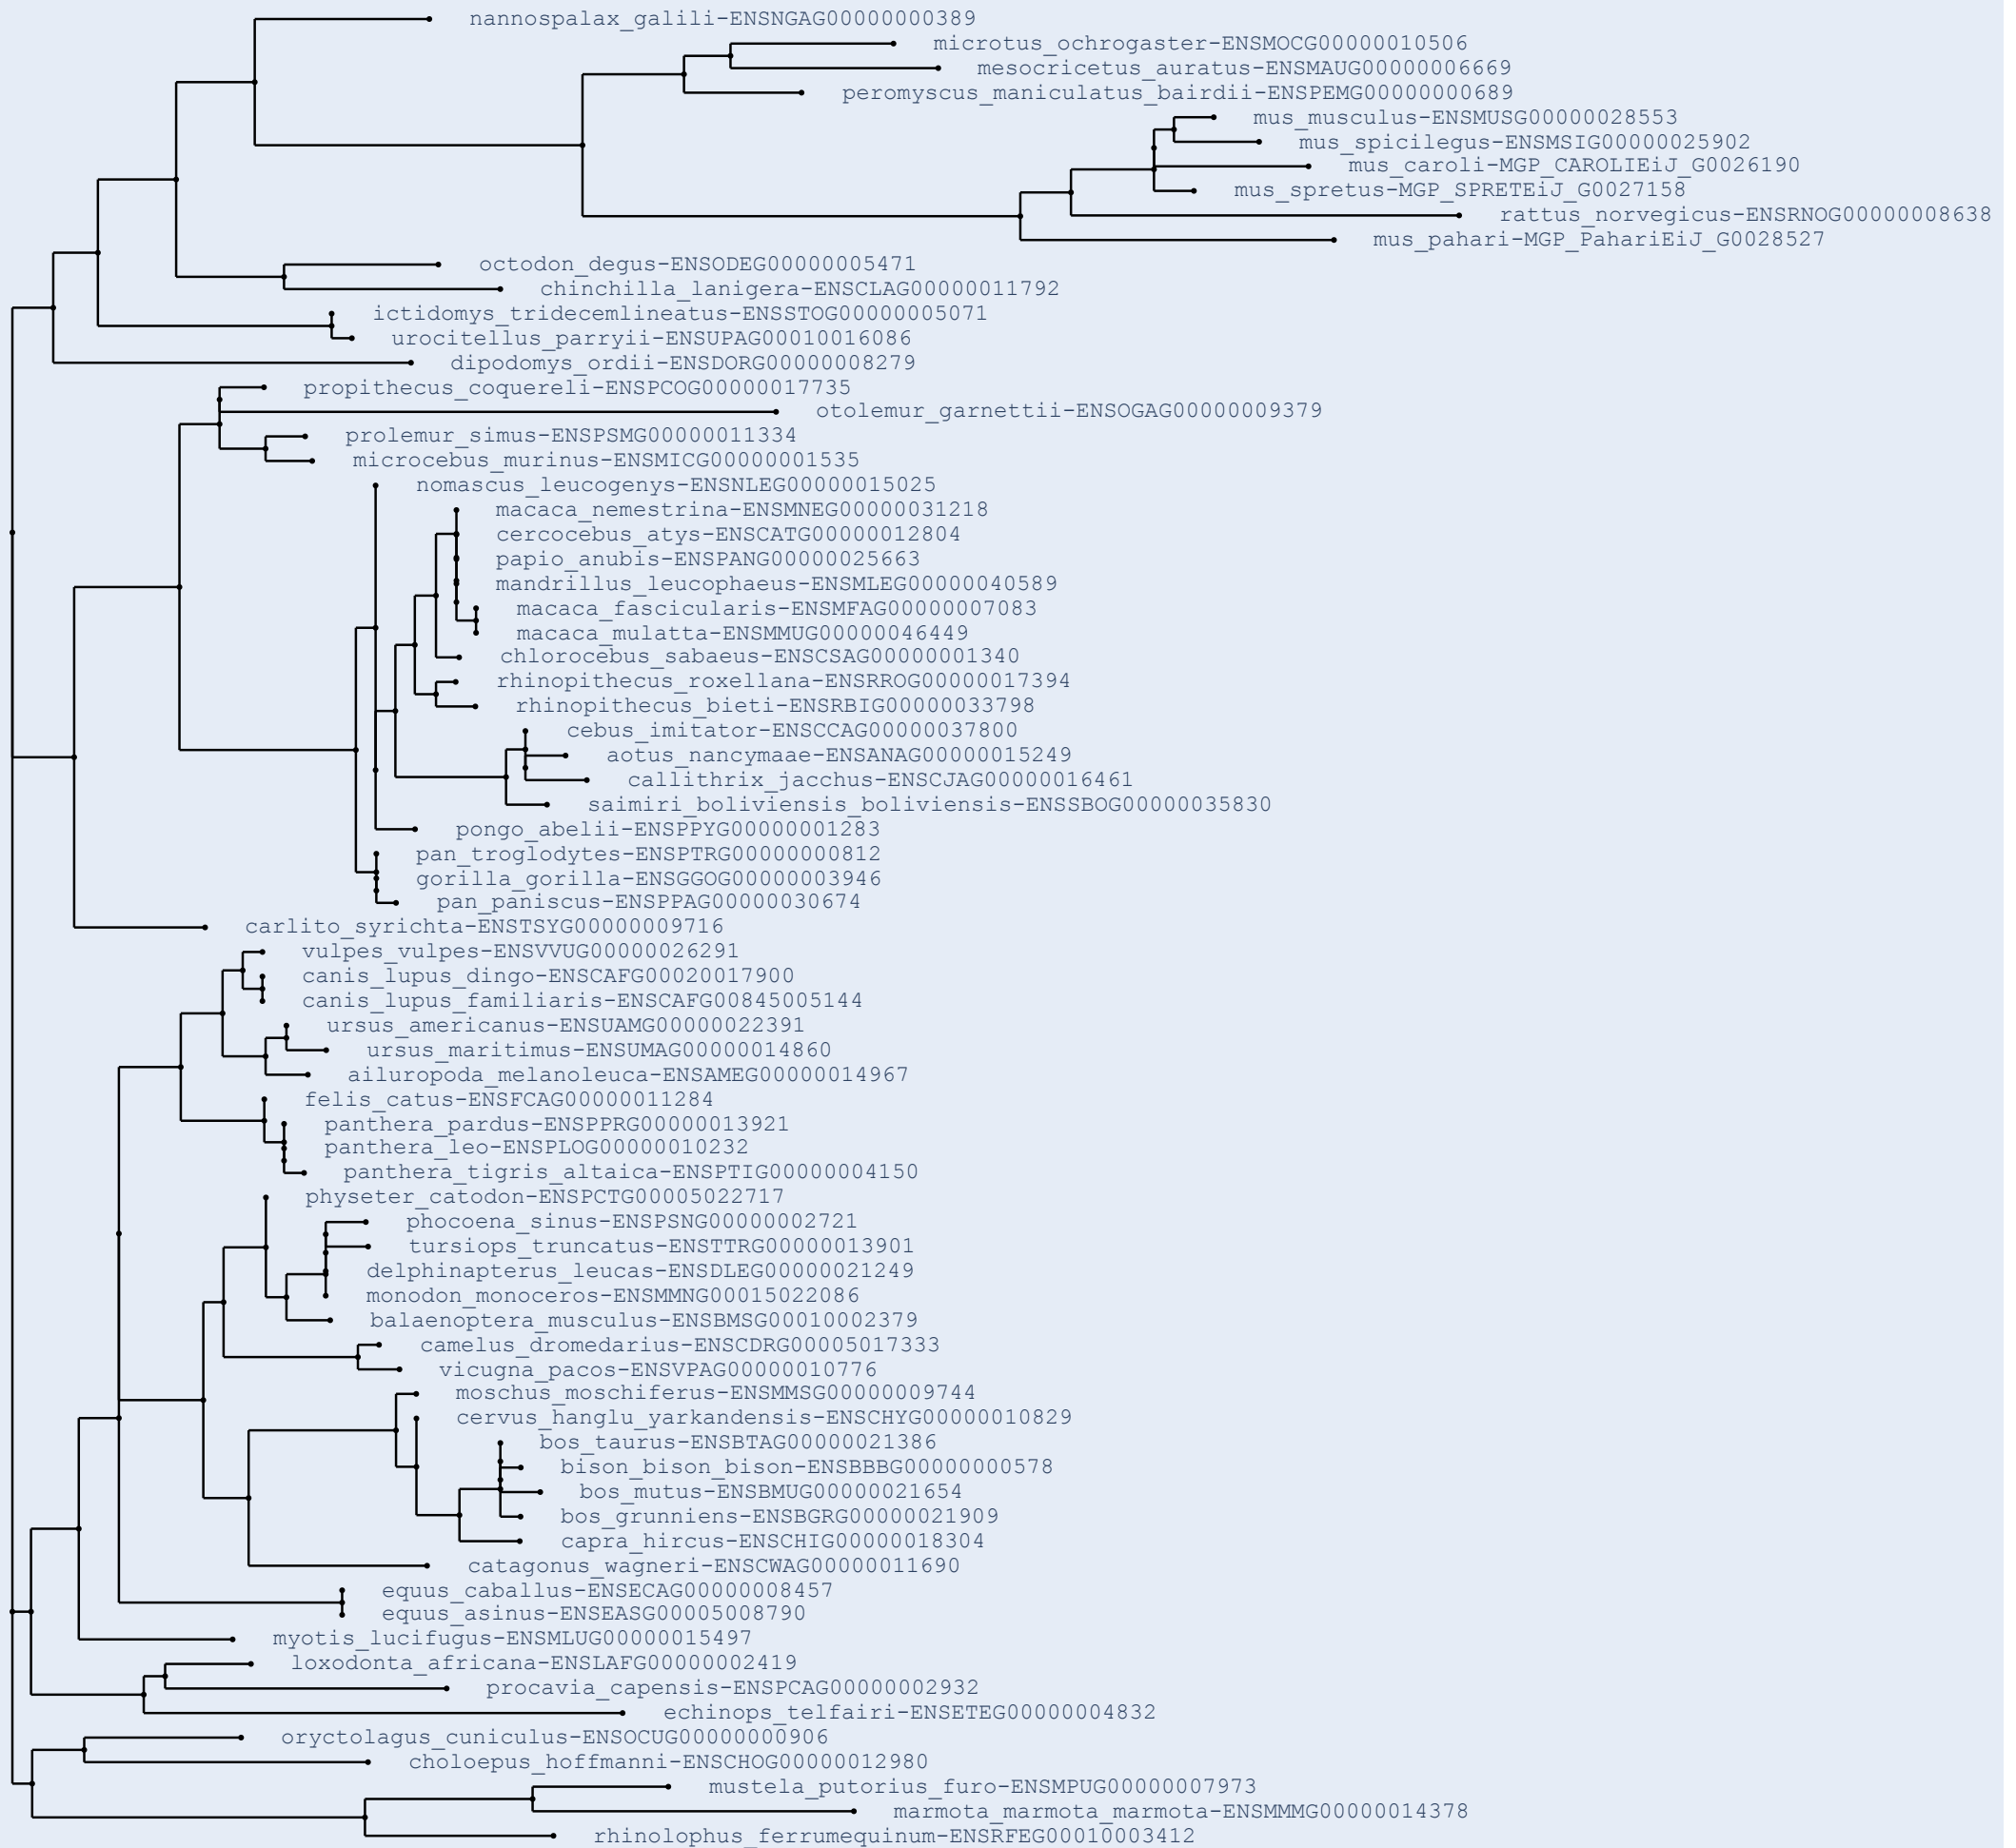 nannospalax_galili-ENSNGAG00000000389
microtus_ochrogaster-ENSMOCG00000010506
mesocricetus_auratus-ENSMAUG00000006669
peromyscus_maniculatus_bairdii-ENSPEMG00000000689
mus_musculus-ENSMUSG00000028553
mus_spicilegus-ENSMSIG00000025902
mus_caroli-MGP_CAROLIEiJ_G0026190
mus_spretus-MGP_SPRETEiJ_G0027158
rattus_norvegicus-ENSRNOG00000008638
mus_pahari-MGP_PahariEiJ_G0028527
octodon_degus-ENSODEG00000005471
chinchilla_lanigera-ENSCLAG00000011792
ictidomys_tridecemlineatus-ENSSTOG00000005071
urocitellus_parryii-ENSUPAG00010016086
dipodomys_ordii-ENSDORG00000008279
propithecus_coquereli-ENSPCOG00000017735
otolemur_garnettii-ENSOGAG00000009379
prolemur_simus-ENSPSMG00000011334
microcebus_murinus-ENSMICG00000001535
nomascus_leucogenys-ENSNLEG00000015025
macaca_nemestrina-ENSMNEG00000031218
cercocebus_atys-ENSCATG00000012804
papio_anubis-ENSPANG00000025663
mandrillus_leucophaeus-ENSMLEG00000040589
macaca_fascicularis-ENSMFAG00000007083
macaca_mulatta-ENSMMUG00000046449
chlorocebus_sabaeus-ENSCSAG00000001340
rhinopithecus_roxellana-ENSRROG00000017394
rhinopithecus_bieti-ENSRBIG00000033798
cebus_imitator-ENSCCAG00000037800
aotus_nancymaae-ENSANAG00000015249
callithrix_jacchus-ENSCJAG00000016461
saimiri_boliviensis_boliviensis-ENSSBOG00000035830
pongo_abelii-ENSPPYG00000001283
pan_troglodytes-ENSPTRG00000000812
gorilla_gorilla-ENSGGOG00000003946
pan_paniscus-ENSPPAG00000030674
carlito_syrichta-ENSTSYG00000009716
vulpes_vulpes-ENSVVUG00000026291
canis_lupus_dingo-ENSCAFG00020017900
canis_lupus_familiaris-ENSCAFG00845005144
ursus_americanus-ENSUAMG00000022391
ursus_maritimus-ENSUMAG00000014860
ailuropoda_melanoleuca-ENSAMEG00000014967
felis_catus-ENSFCAG00000011284
panthera_pardus-ENSPPRG00000013921
panthera_leo-ENSPLOG00000010232
panthera_tigris_altaica-ENSPTIG00000004150
physeter_catodon-ENSPCTG00005022717
phocoena_sinus-ENSPSNG00000002721
tursiops_truncatus-ENSTTRG00000013901
delphinapterus_leucas-ENSDLEG00000021249
monodon_monoceros-ENSMMNG00015022086
balaenoptera_musculus-ENSBMSG00010002379
camelus_dromedarius-ENSCDRG00005017333
vicugna_pacos-ENSVPAG00000010776
moschus_moschiferus-ENSMMSG00000009744
cervus_hanglu_yarkandensis-ENSCHYG00000010829
bos_taurus-ENSBTAG00000021386
bison_bison_bison-ENSBBBG00000000578
bos_mutus-ENSBMUG00000021654
bos_grunniens-ENSBGRG00000021909
capra_hircus-ENSCHIG00000018304
catagonus_wagneri-ENSCWAG00000011690
equus_caballus-ENSECAG00000008457
equus_asinus-ENSEASG00005008790
myotis_lucifugus-ENSMLUG00000015497
loxodonta_africana-ENSLAFG00000002419
procavia_capensis-ENSPCAG00000002932
echinops_telfairi-ENSETEG00000004832
oryctolagus_cuniculus-ENSOCUG00000000906
choloepus_hoffmanni-ENSCHOG00000012980
mustela_putorius_furo-ENSMPUG00000007973
marmota_marmota_marmota-ENSMMMG00000014378
rhinolophus_ferrumequinum-ENSRFEG00010003412